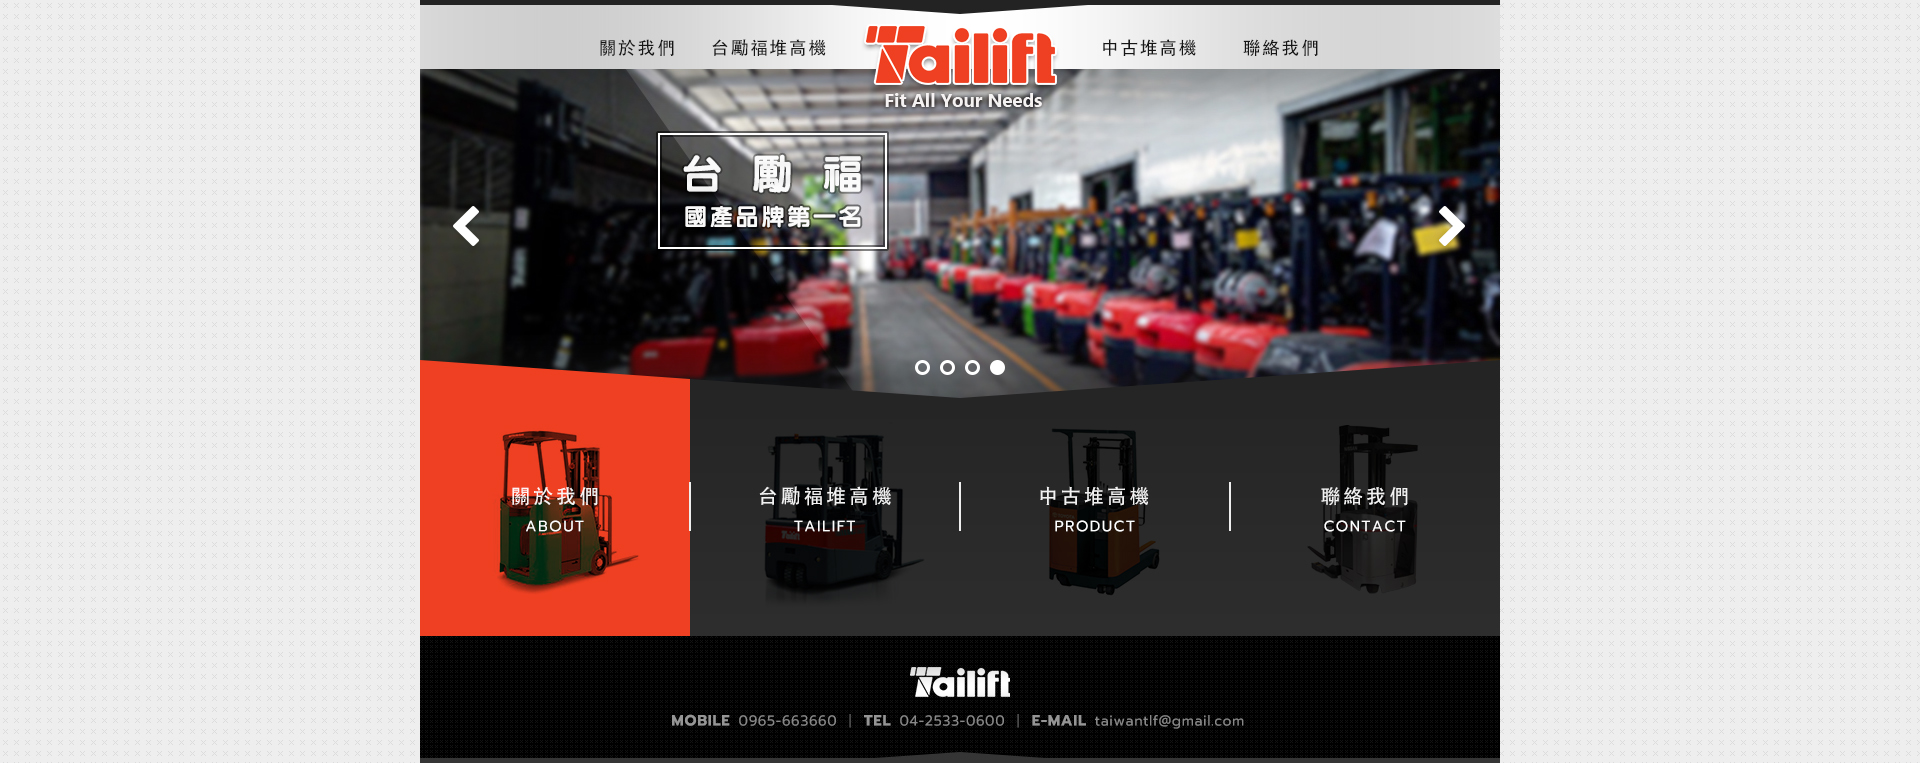 關於我們
台勵福堆高機
Tailift
Fit All Your Needs
中古堆高機
聯絡我們
台勵福
國產品牌第一名
關於我們
ABOUT
台勵福堆高機
TAILIFT
Tailift
中古堆高機
PRODUCT
聯絡我們
CONTACT
Tailift
MOBILE 0965-663660 | TEL 04-2533-0600 | E-MAIL taiwantlf@gmail.com